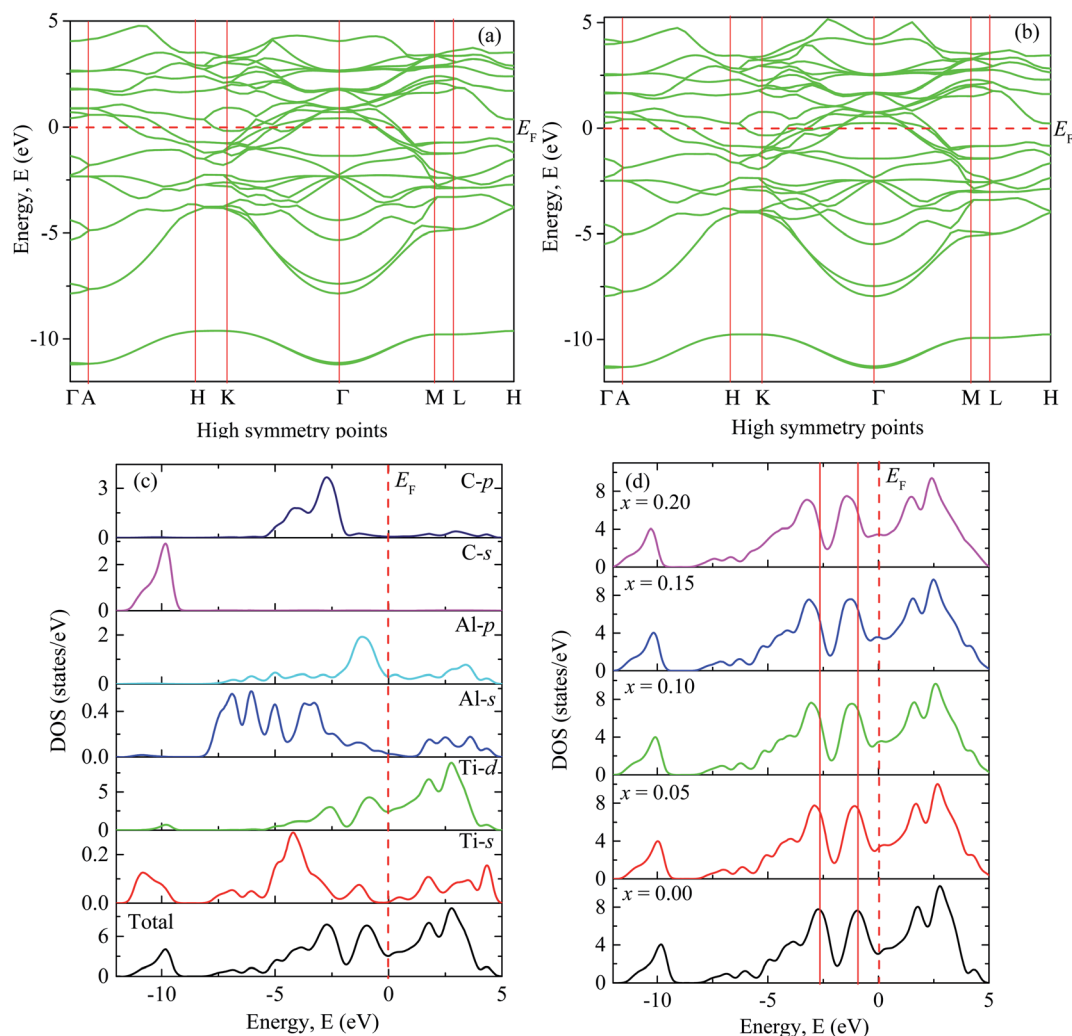 (a)
5
0
-5
-10
Energy, E (eV)
E_F
Γ A H K Γ M L H
High symmetry points
(b)
5
0
-5
-10
Energy, E (eV)
E_F
Γ A H K Γ M L H
High symmetry points
(c)
E_F
C-p
3
0
C-s
2
0
Al-p
2
0
Al-s
0.4
0.0
Ti-d
5
0
Ti-s
0.2
0.0
Total
6
3
0
DOS (states/eV)
-10 -5 0 5
Energy, E (eV)
(d)
E_F
x = 0.20
8
4
0
x = 0.15
8
4
0
x = 0.10
8
4
0
x = 0.05
8
4
0
x = 0.00
8
4
0
DOS (states/eV)
-10 -5 0 5
Energy, E (eV)